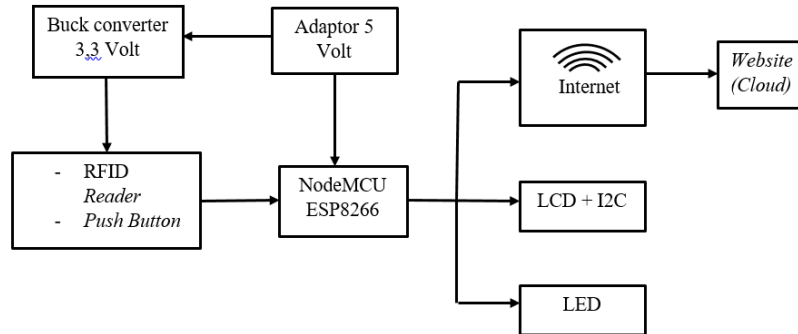 Buck converter
3,3 Volt
Adaptor 5
Volt
Internet
Website
(Cloud)
- RFID
Reader
- Push Button
NodeMCU
ESP8266
LCD + I2C
LED